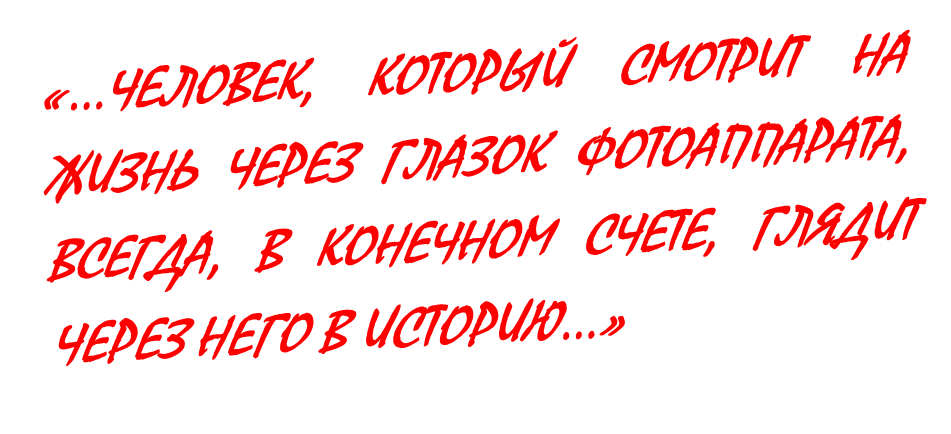 «...ЧЕЛОВЕК, КОТОРЫЙ СМОТРИТ НА
ЖИЗНЬ ЧЕРЕЗ ГЛАЗОК ФОТОАППАРАТА,
ВСЕГДА, В КОНЕЧНОМ СЧЕТЕ, ГЛЯДИТ
ЧЕРЕЗ НЕГО В ИСТОРИЮ...»